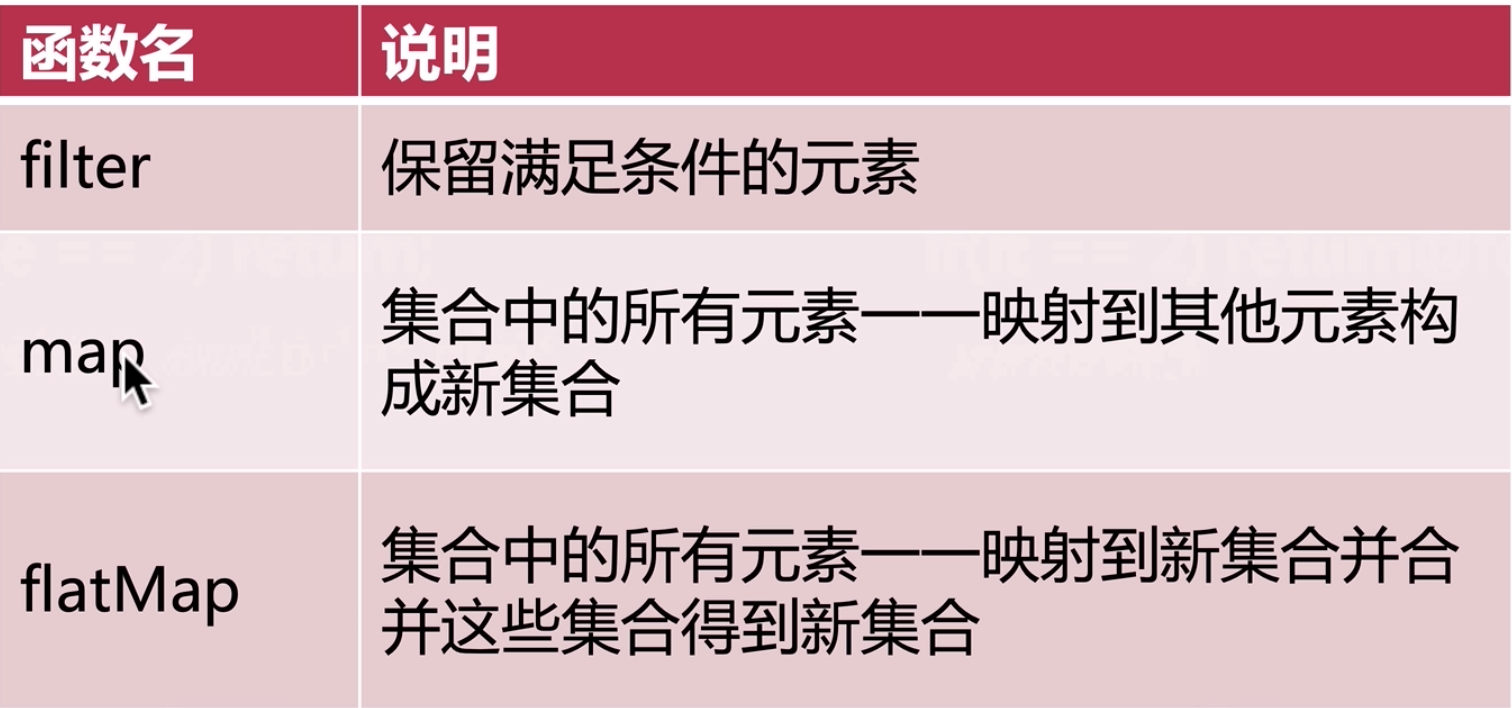 函数名
说明
filter
保留满足条件的元素
map
集合中的所有元素一一映射到其他元素构
成新集合
flatMap
集合中的所有元素一一映射到新集合并合
并这些集合得到新集合